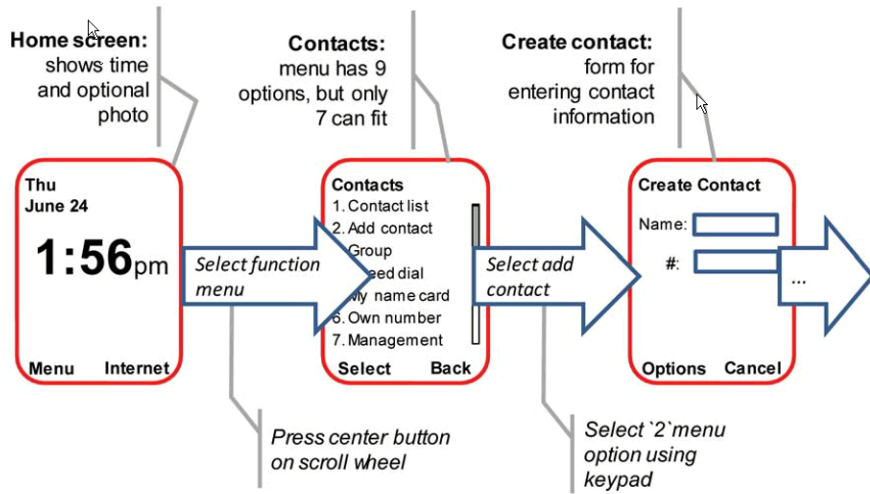 Home screen:
shows time
and optional
photo
Contacts:
menu has 9
options, but only
7 can fit
Create contact:
form for
entering contact
information
Thu
June 24
1:56pm
Menu Internet
Select function
menu
Contacts
1. Contact list
2. Add contact
Group
dial
name card
6. Own number
7. Management
Select Back
Select add
contact
Create Contact
Name:
#:
Options Cancel
...
Press center button
on scroll wheel
Select `2`menu
option using
keypad